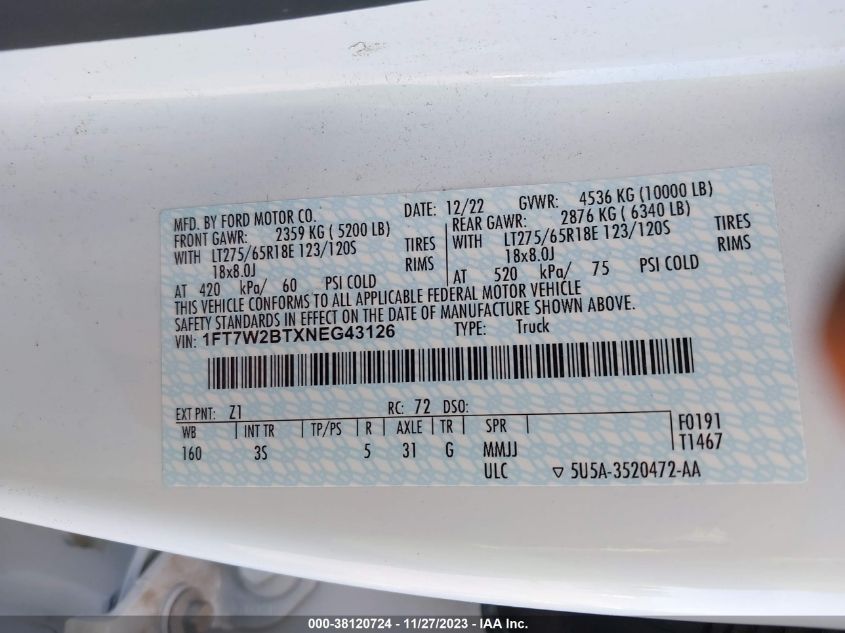 MFD. BY FORD MOTOR CO.
DATE: 12/22 GVWR: 4536 KG (10000 LB)
FRONT GAWR: 2359 KG ( 5200 LB)
REAR GAWR: 2876 KG ( 6340 LB)
WITH LT275/65R18E 123/120S TIRES
WITH LT275/65R18E 123/120S TIRES
18x8.0J RIMS
18x8.0J RIMS
AT 420 kPa/ 60 PSI COLD
AT 520 kPa/ 75 PSI COLD
THIS VEHICLE CONFORMS TO ALL APPLICABLE FEDERAL MOTOR VEHICLE
SAFETY STANDARDS IN EFFECT ON THE DATE OF MANUFACTURE SHOWN ABOVE.
VIN: 1FT7W2BTXNEG43126 TYPE: Truck
EXT PNT: Z1 RC: 72 DSO:
WB INT TR TP/PS R AXLE TR SPR F0191
160 3S 5 31 G MMJJ T1467
ULC ▽ 5U5A-3520472-AA
000-38120724 - 11/27/2023 - IAA Inc.